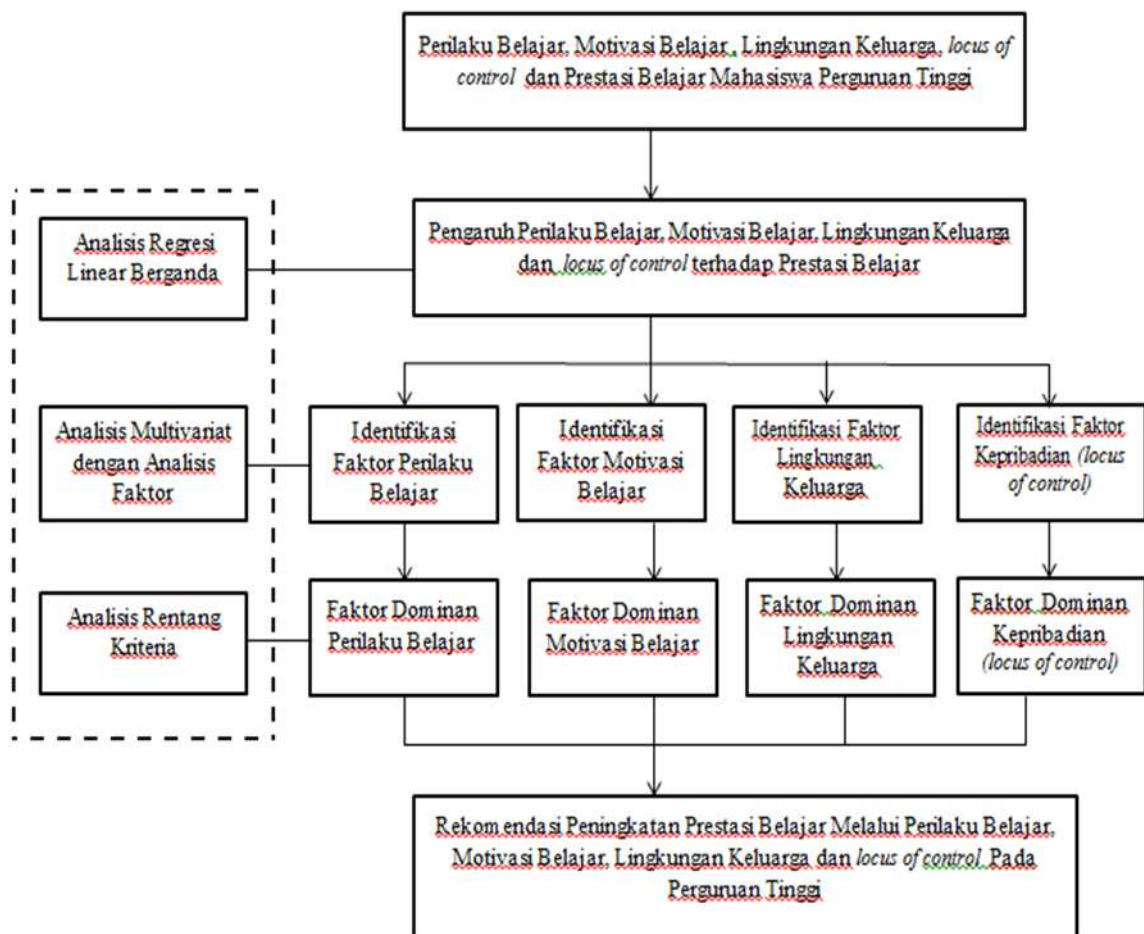 Perilaku Belajar, Motivasi Belajar , Lingkungan Keluarga, locus of
control dan Prestasi Belajar Mahasiswa Perguruan Tinggi
Analisis Regresi
Linear Berganda
Pengaruh Perilaku Belajar, Motivasi Belajar, Lingkungan Keluarga
dan locus of control terhadap Prestasi Belajar
Analisis Multivariat
dengan Analisis
Faktor
Identifikasi
Faktor Perilaku
Belajar
Identifikasi
Faktor Motivasi
Belajar
Identifikasi Faktor
Lingkungan
Keluarga
Identifikasi Faktor
Kepribadian (locus
of control)
Analisis Rentang
Kriteria
Faktor Dominan
Perilaku Belajar
Faktor Dominan
Motivasi Belajar
Faktor Dominan
Lingkungan
Keluarga
Faktor Dominan
Kepribadian
(locus of control)
Rekomendasi Peningkatan Prestasi Belajar Melalui Perilaku Belajar,
Motivasi Belajar, Lingkungan Keluarga dan locus of control Pada
Perguruan Tinggi